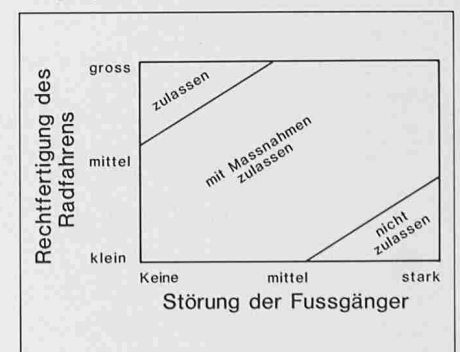 Rechtfertigung des
Radfahrens
gross
mittel
klein
zulassen
mit Massnahmen
zulassen
nicht
zulassen
Keine
mittel
stark
Störung der Fussgänger